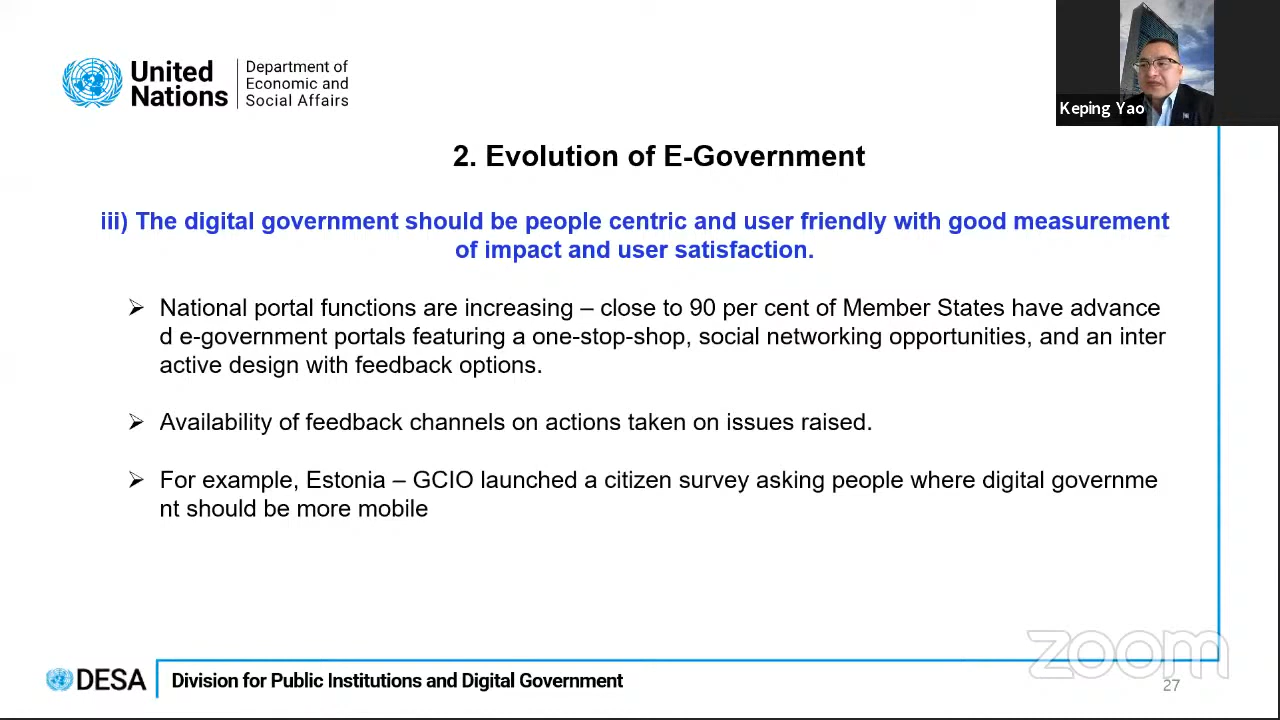 United
Nations
Department of
Economic and
Social Affairs
Keping Yao
2. Evolution of E-Government
iii) The digital government should be people centric and user friendly with good measurement
of impact and user satisfaction.
➢ National portal functions are increasing – close to 90 per cent of Member States have advance
d e-government portals featuring a one-stop-shop, social networking opportunities, and an inter
active design with feedback options.
➢ Availability of feedback channels on actions taken on issues raised.
➢ For example, Estonia – GCIO launched a citizen survey asking people where digital governme
nt should be more mobile
zoom
DESA
Division for Public Institutions and Digital Government
27